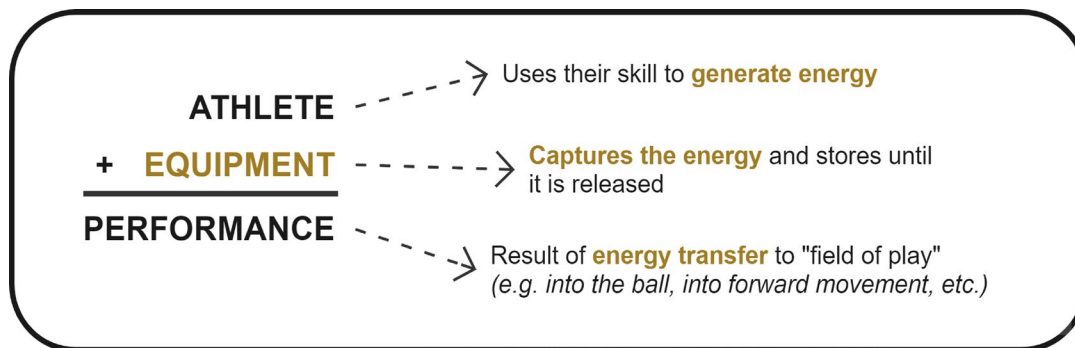 ATHLETE
Uses their skill to generate energy
+ EQUIPMENT
Captures the energy and stores until
it is released
PERFORMANCE
Result of energy transfer to "field of play"
(e.g. into the ball, into forward movement, etc.)